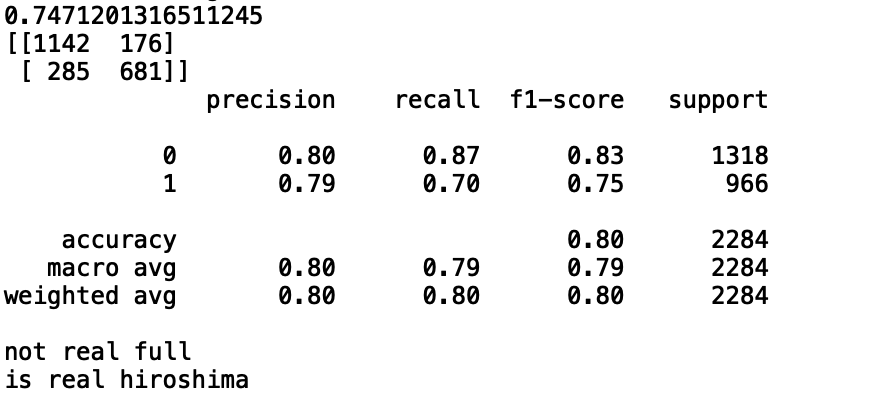 0.7471201316511245
[[1142 176]
[ 285 681]]
precision recall f1-score support
0 0.80 0.87 0.83 1318
1 0.79 0.70 0.75 966
accuracy 0.80 2284
macro avg 0.80 0.79 0.79 2284
weighted avg 0.80 0.80 0.80 2284
not real full
is real hiroshima